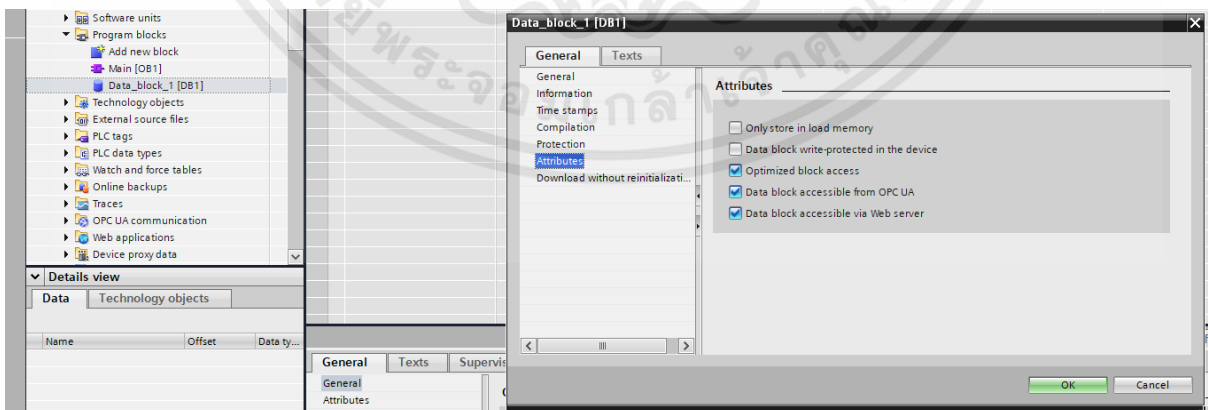 Software units
Program blocks
Add new block
Main [OB1]
Data_block_1 [DB1]
Technology objects
External source files
PLC tags
PLC data types
Watch and force tables
Online backups
Traces
OPC UA communication
Web applications
Device proxy data
Details view
Data Technology objects
Name Offset Data ty...
General Texts Supervis
General
Attributes
Data_block_1 [DB1]
General Texts
General
Information
Time stamps
Compilation
Protection
Attributes
Download without reinitializati...
Attributes
Only store in load memory
Data block write-protected in the device
Optimized block access
Data block accessible from OPC UA
Data block accessible via Web server
OK Cancel